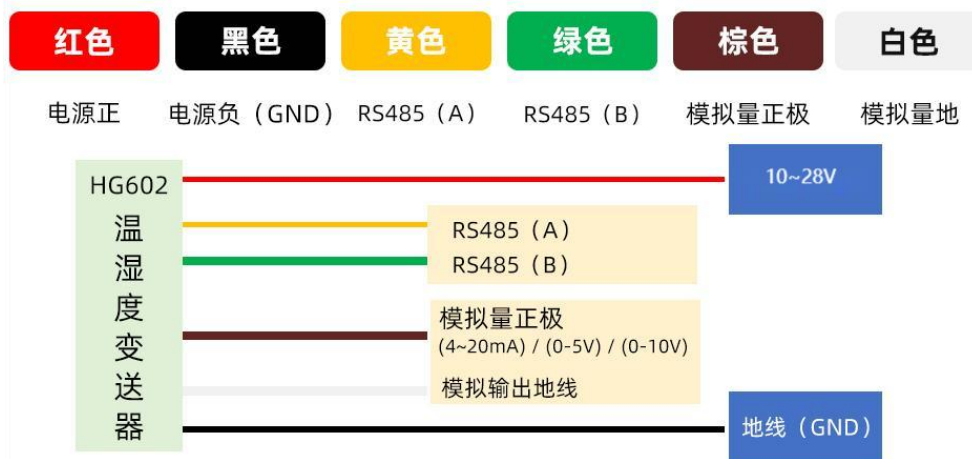 红色 黑色 黄色 绿色 棕色 白色
电源正 电源负（GND） RS485（A） RS485（B） 模拟量正极 模拟量地
HG602
温
湿
度
变
送
器
10~28V
RS485（A）
RS485（B）
模拟量正极
(4~20mA) / (0-5V) / (0-10V)
模拟输出地线
地线（GND）